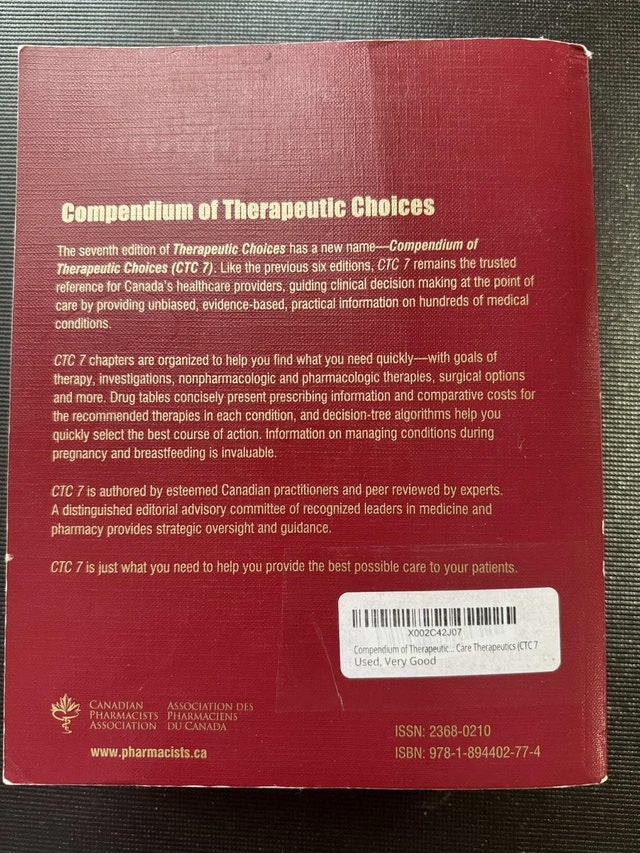 Compendium of Therapeutic Choices
The seventh edition of Therapeutic Choices has a new name—Compendium of
Therapeutic Choices (CTC 7). Like the previous six editions, CTC 7 remains the trusted
reference for Canada's healthcare providers, guiding clinical decision making at the point of
care by providing unbiased, evidence-based, practical information on hundreds of medical
conditions.
CTC 7 chapters are organized to help you find what you need quickly—with goals of
therapy, investigations, nonpharmacologic and pharmacologic therapies, surgical options
and more. Drug tables concisely present prescribing information and comparative costs for
the recommended therapies in each condition, and decision-tree algorithms help you
quickly select the best course of action. Information on managing conditions during
pregnancy and breastfeeding is invaluable.
CTC 7 is authored by esteemed Canadian practitioners and peer reviewed by experts.
A distinguished editorial advisory committee of recognized leaders in medicine and
pharmacy provides strategic oversight and guidance.
CTC 7 is just what you need to help you provide the best possible care to your patients.
X002C42J07
Compendium of Therapeutic... Care Therapeutics (CTC 7
Used, Very Good
CANADIAN
PHARMACISTS
ASSOCIATION
ASSOCIATION DES
PHARMACIENS
DU CANADA
www.pharmacists.ca
ISSN: 2368-0210
ISBN: 978-1-894402-77-4